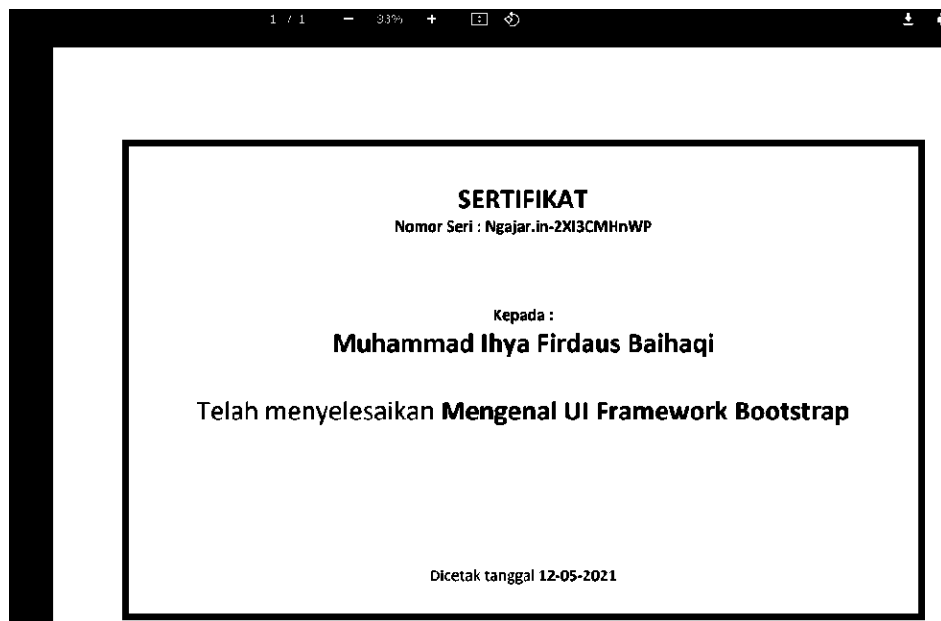 1 / 1 − 93% +
SERTIFIKAT
Nomor Seri : Ngajar.in-2XI3CMHnWP
Kepada :
Muhammad Ihya Firdaus Baihaqi
Telah menyelesaikan Mengenal UI Framework Bootstrap
Dicetak tanggal 12-05-2021